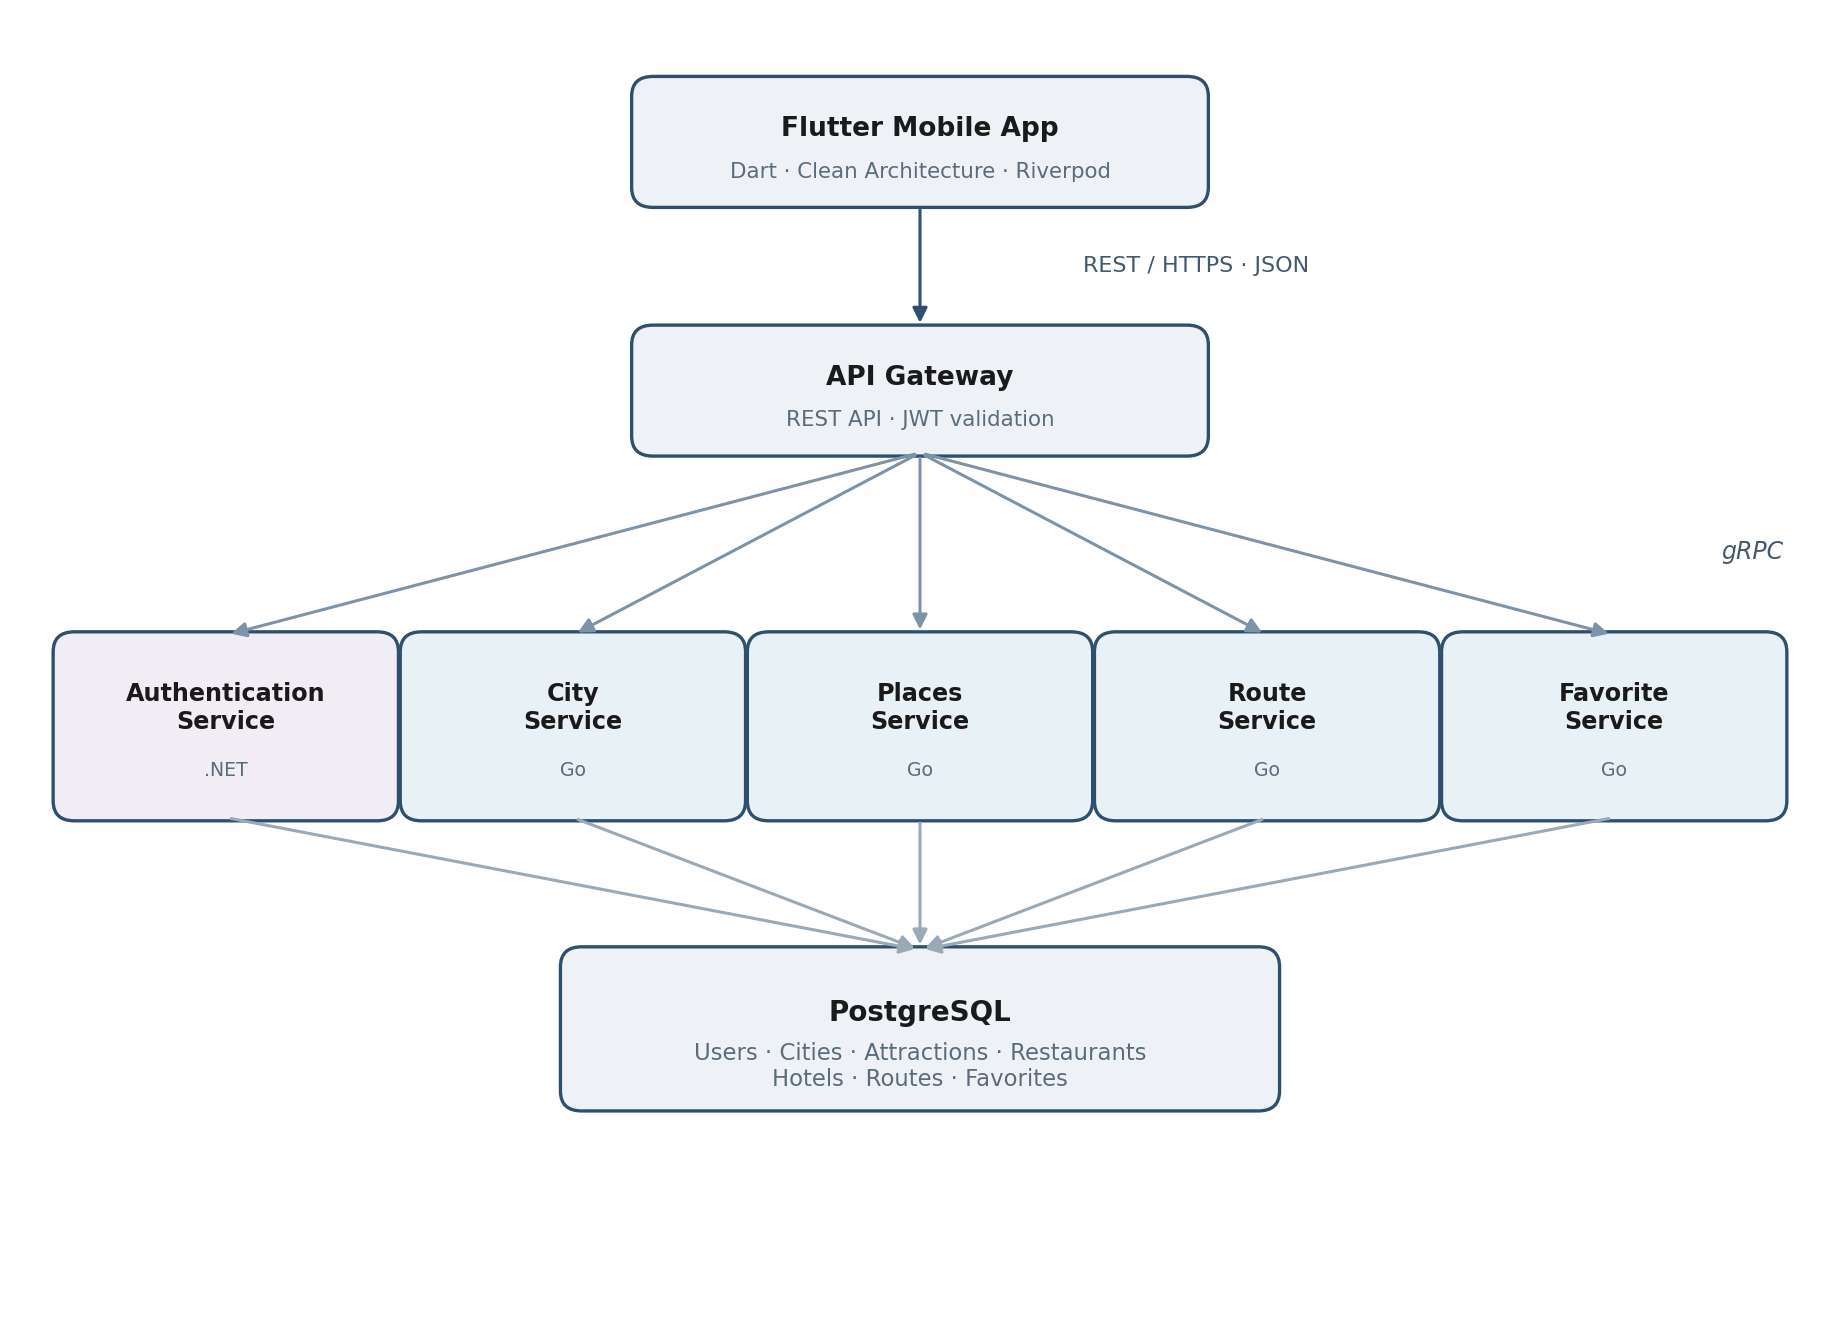 Flutter Mobile App
Dart · Clean Architecture · Riverpod
REST / HTTPS · JSON
API Gateway
REST API · JWT validation
gRPC
Authentication
Service
.NET
City
Service
Go
Places
Service
Go
Route
Service
Go
Favorite
Service
Go
PostgreSQL
Users · Cities · Attractions · Restaurants
Hotels · Routes · Favorites